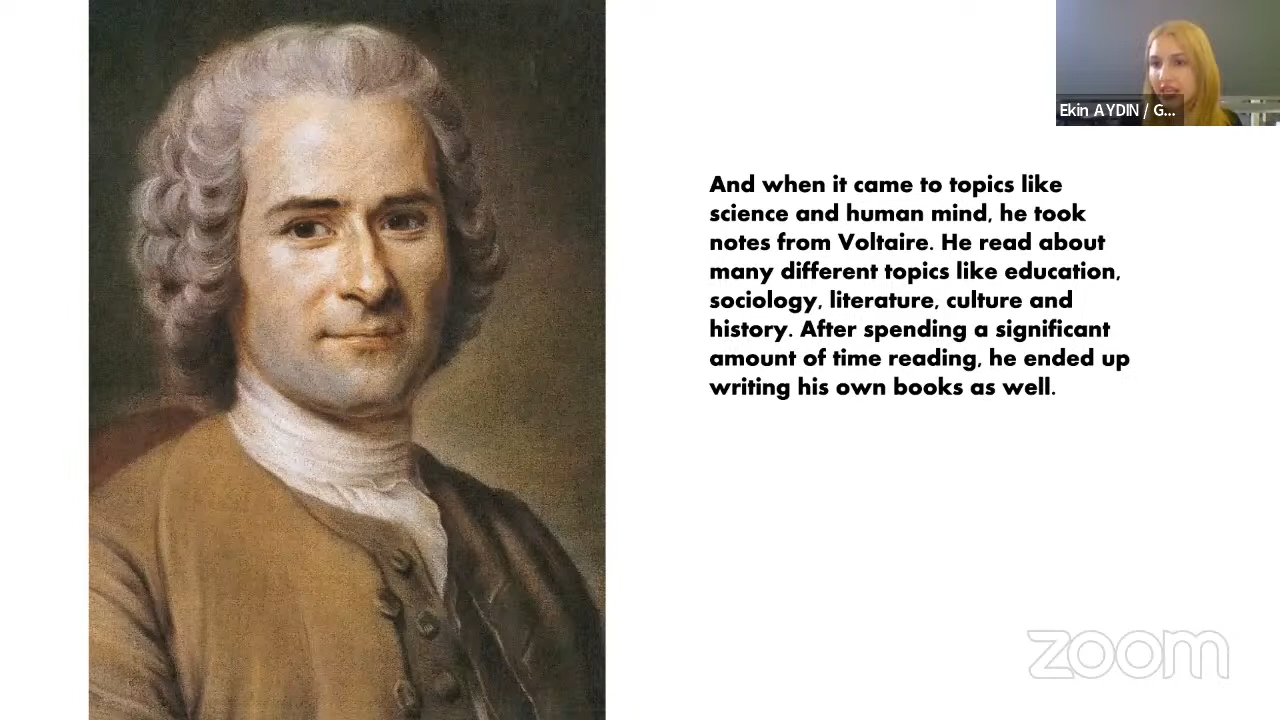 Ekin AYDIN / G...
And when it came to topics like
science and human mind, he took
notes from Voltaire. He read about
many different topics like education,
sociology, literature, culture and
history. After spending a significant
amount of time reading, he ended up
writing his own books as well.
zoom